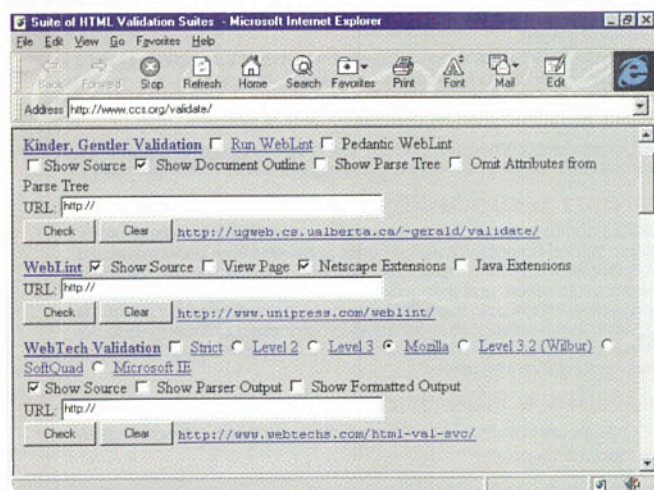 Suite of HTML Validation Suites - Microsoft Internet Explorer
File Edit View Go Favorites Help
Back Forward Stop Refresh Home Search Favorites Print Font Mail Edit
Address http://www.ccs.org/validate/
Kinder, Gentler Validation Run WebLint Pedantic WebLint
Show Source Show Document Outline Show Parse Tree Omit Attributes from
Parse Tree
URL: http://
Check Clear http://ugweb.cs.ualberta.ca/~gerald/validate/
WebLint Show Source View Page Netscape Extensions Java Extensions
URL: http://
Check Clear http://www.unipress.com/weblint/
WebTech Validation Strict Level 2 Level 3 Mozilla Level 3.2 (Wilbur)
SoftQuad Microsoft IE
Show Source Show Parser Output Show Formatted Output
URL: http://
Check Clear http://www.webtechs.com/html-val-svc/